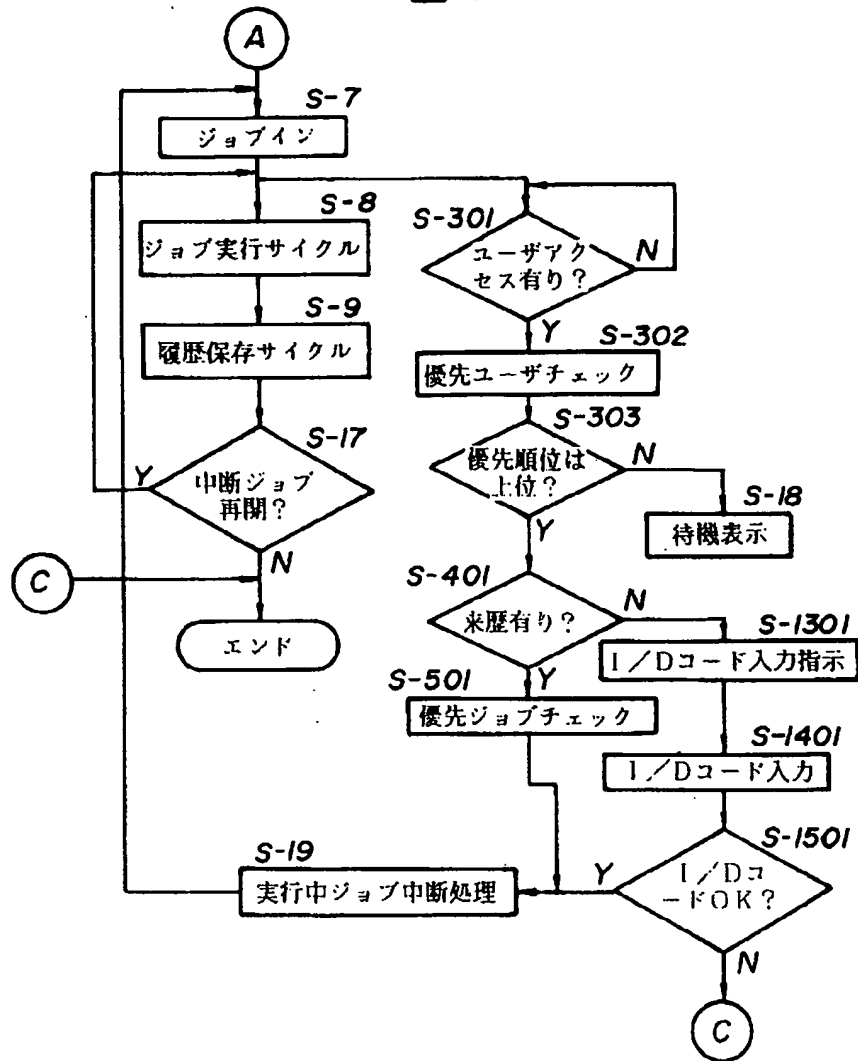 A
S-7
ジョブイン
S-8
ジョブ実行サイクル
S-9
履歴保存サイクル
S-17
中断ジョブ
再開?
Y
N
C
エンド
S-301
ユーザアク
セス有り?
N
Y
S-302
優先ユーザチェック
S-303
優先順位は
上位?
N
Y
S-18
待機表示
S-401
来歴有り?
N
Y
S-1301
I/Dコード入力指示
S-501
優先ジョブチェック
S-1401
I/Dコード入力
S-1501
I/Dコ
ードOK?
Y
N
S-19
実行中ジョブ中断処理
C